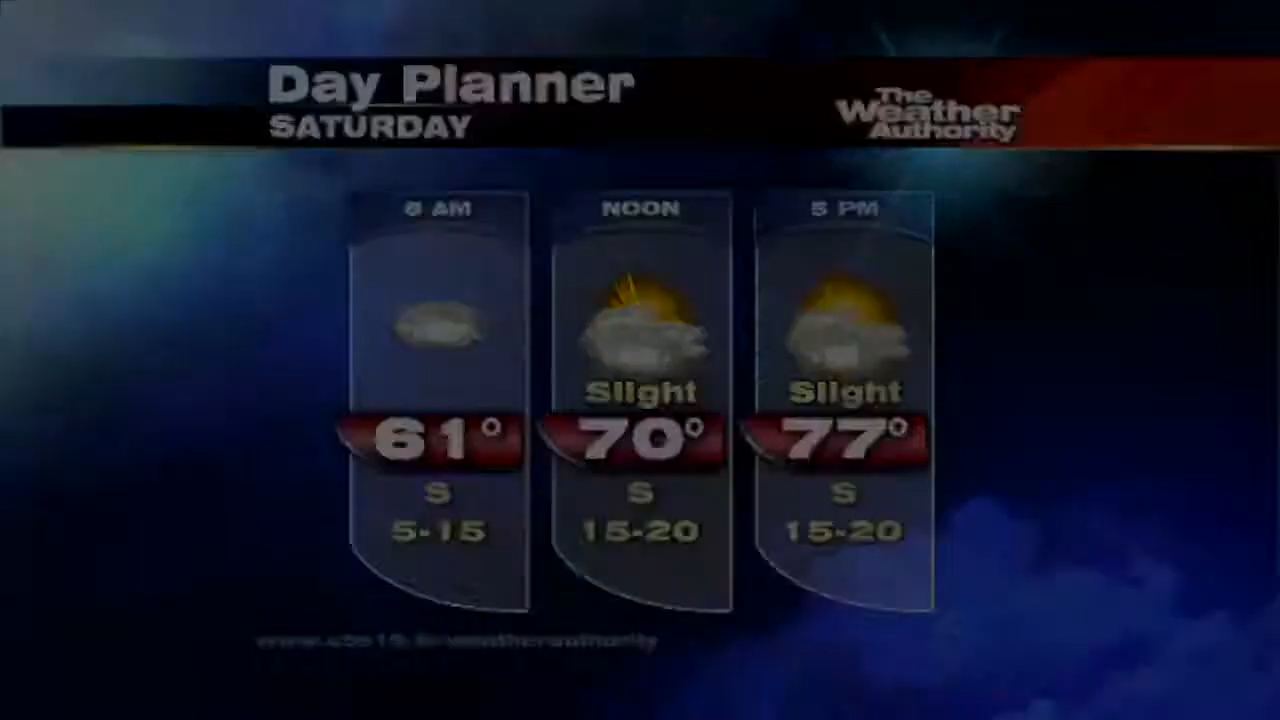 Day Planner
SATURDAY
The
Weather
Authority
8 AM
NOON
5 PM
Slight
Slight
61°
70°
77°
S
S
S
5-15
15-20
15-20